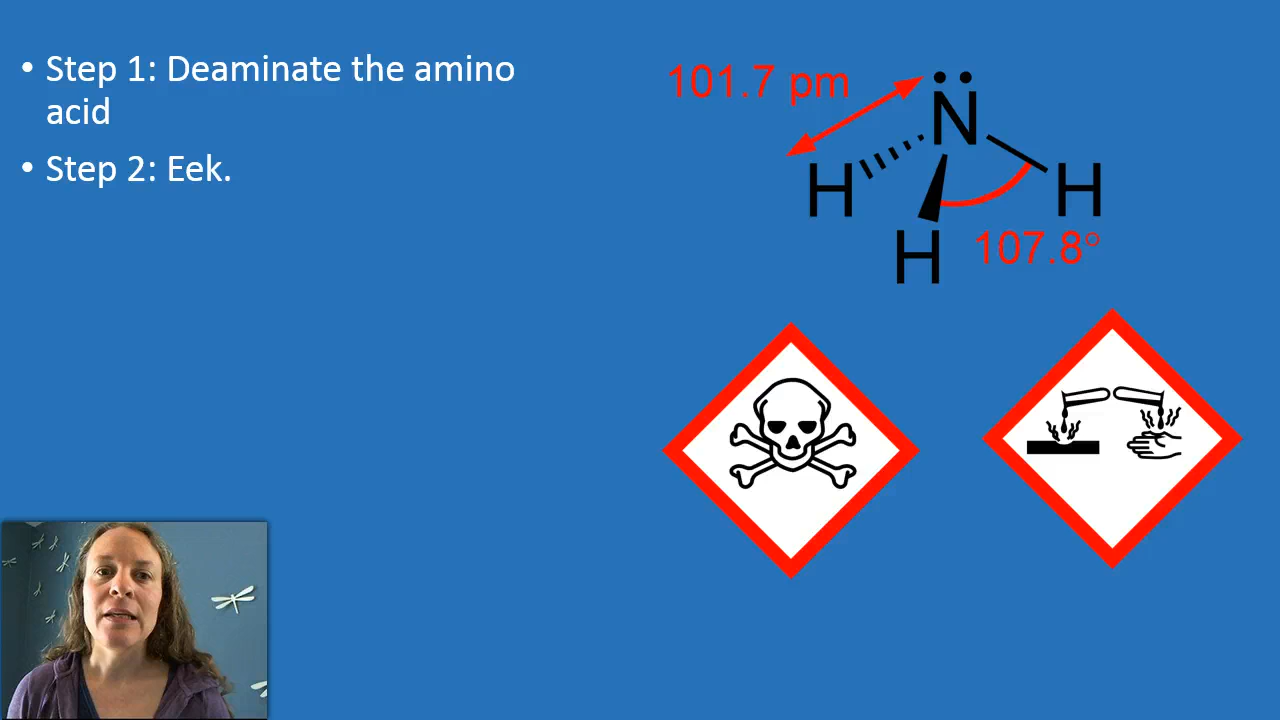 • Step 1: Deaminate the amino
acid
• Step 2: Eek.
101.7 pm
N
H
H
H
107.8°